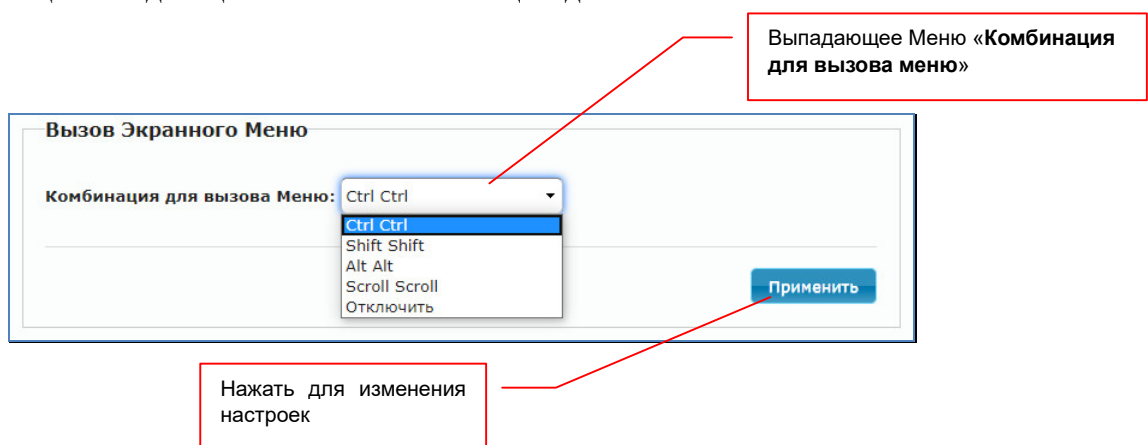 Выпадающее Меню «Комбинация
для вызова меню»
Вызов Экранного Меню
Комбинация для вызова Меню: Ctrl Ctrl
Ctrl Ctrl
Shift Shift
Alt Alt
Scroll Scroll
Отключить
Применить
Нажать для изменения
настроек